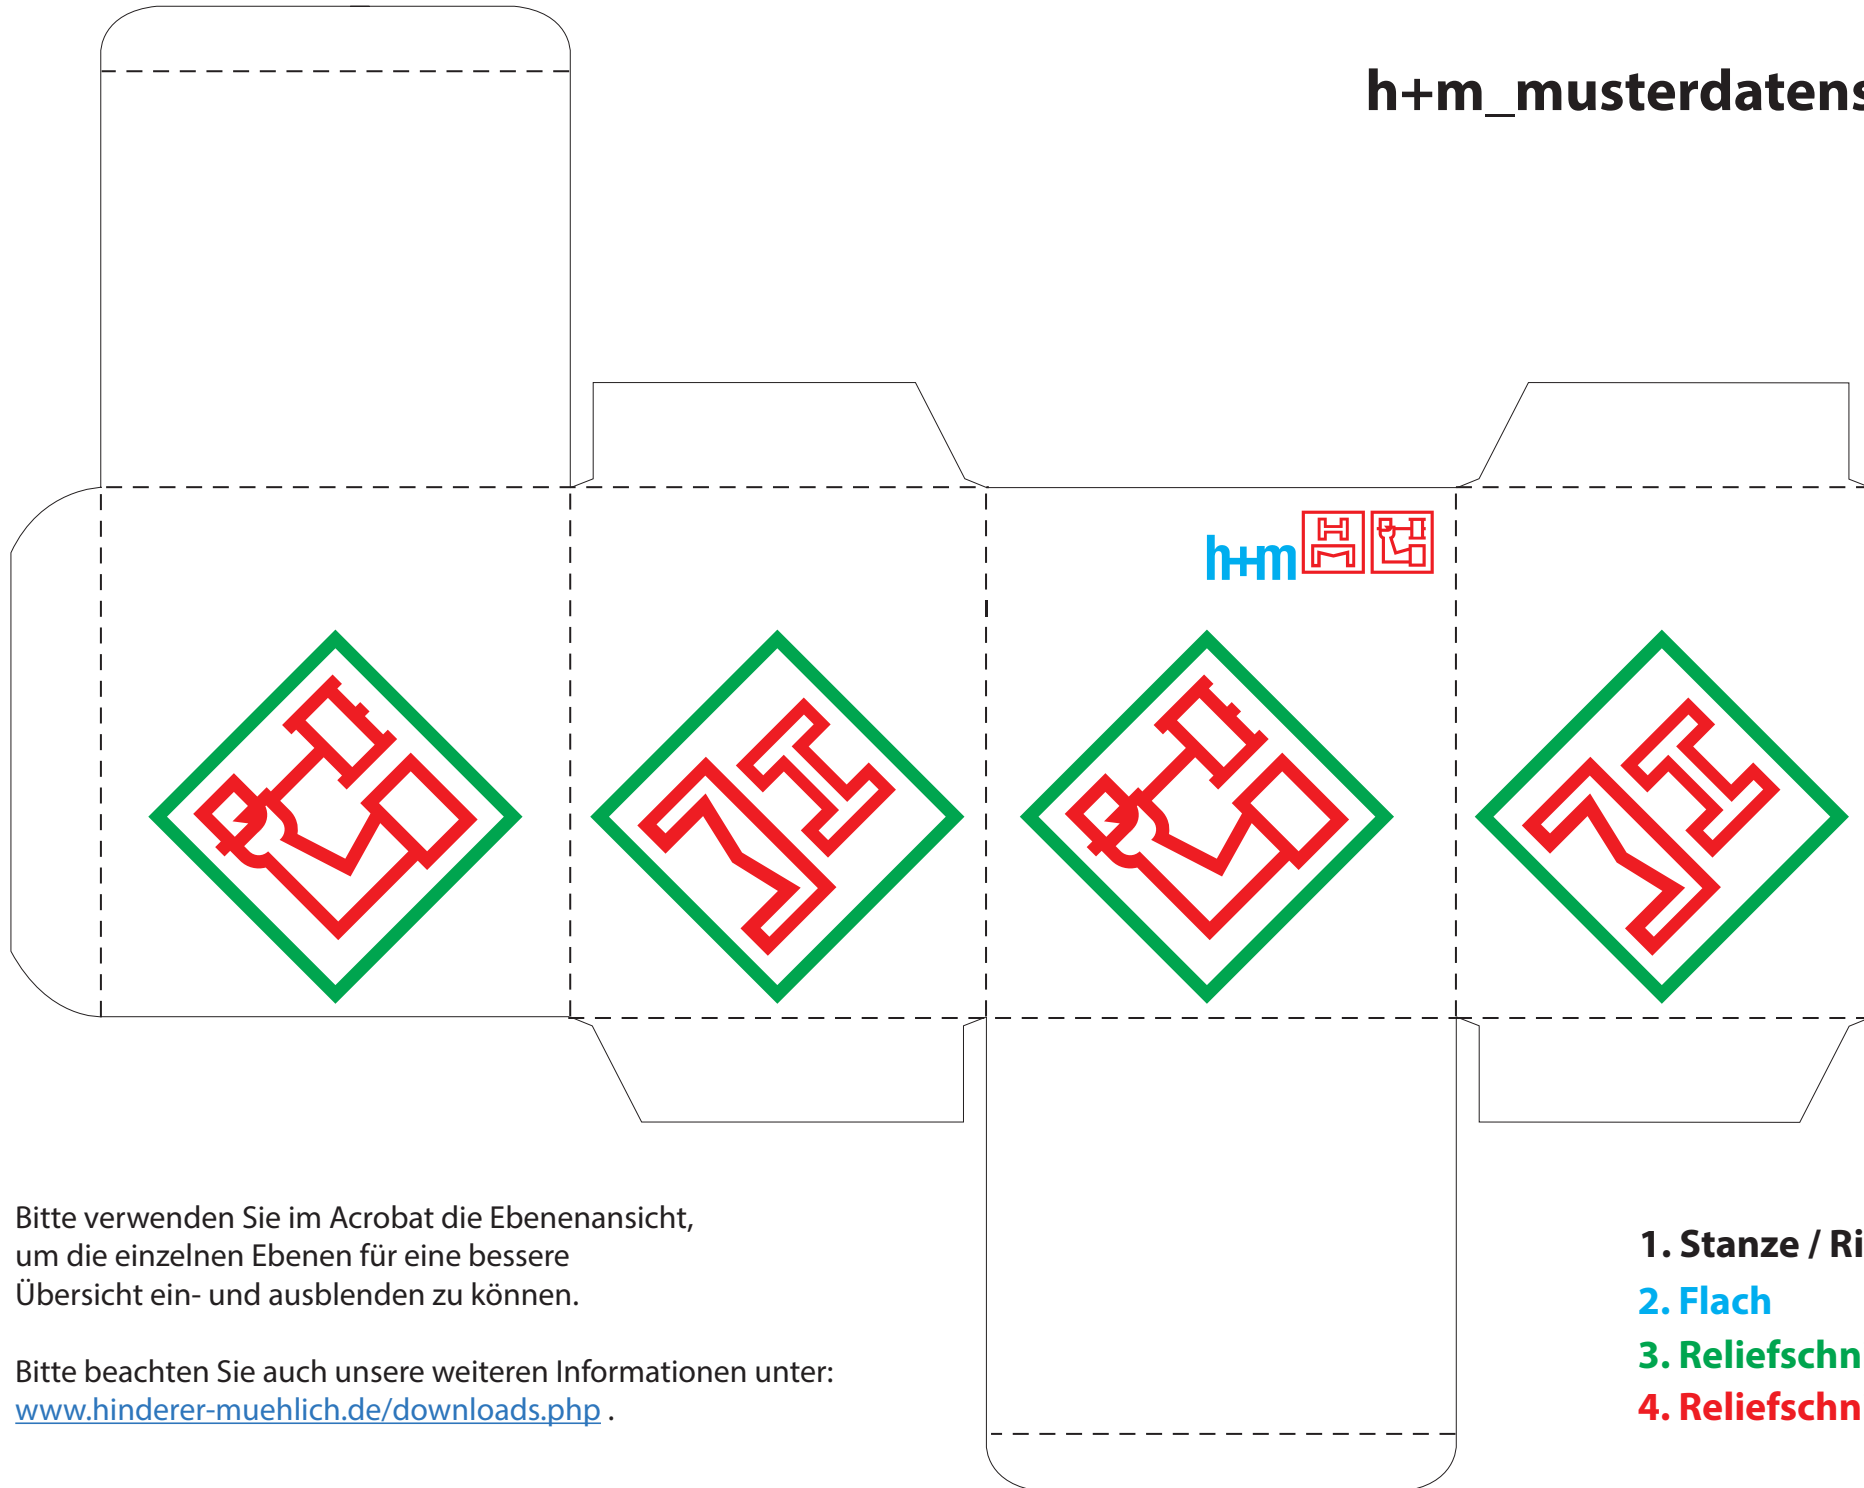 h+m_musterdatens
h+m
Bitte verwenden Sie im Acrobat die Ebenenansicht,
um die einzelnen Ebenen für eine bessere
Übersicht ein- und ausblenden zu können.
Bitte beachten Sie auch unsere weiteren Informationen unter:
www.hinderer-muehlich.de/downloads.php .
1. Stanze / Ri
2. Flach
3. Reliefschn
4. Reliefschn